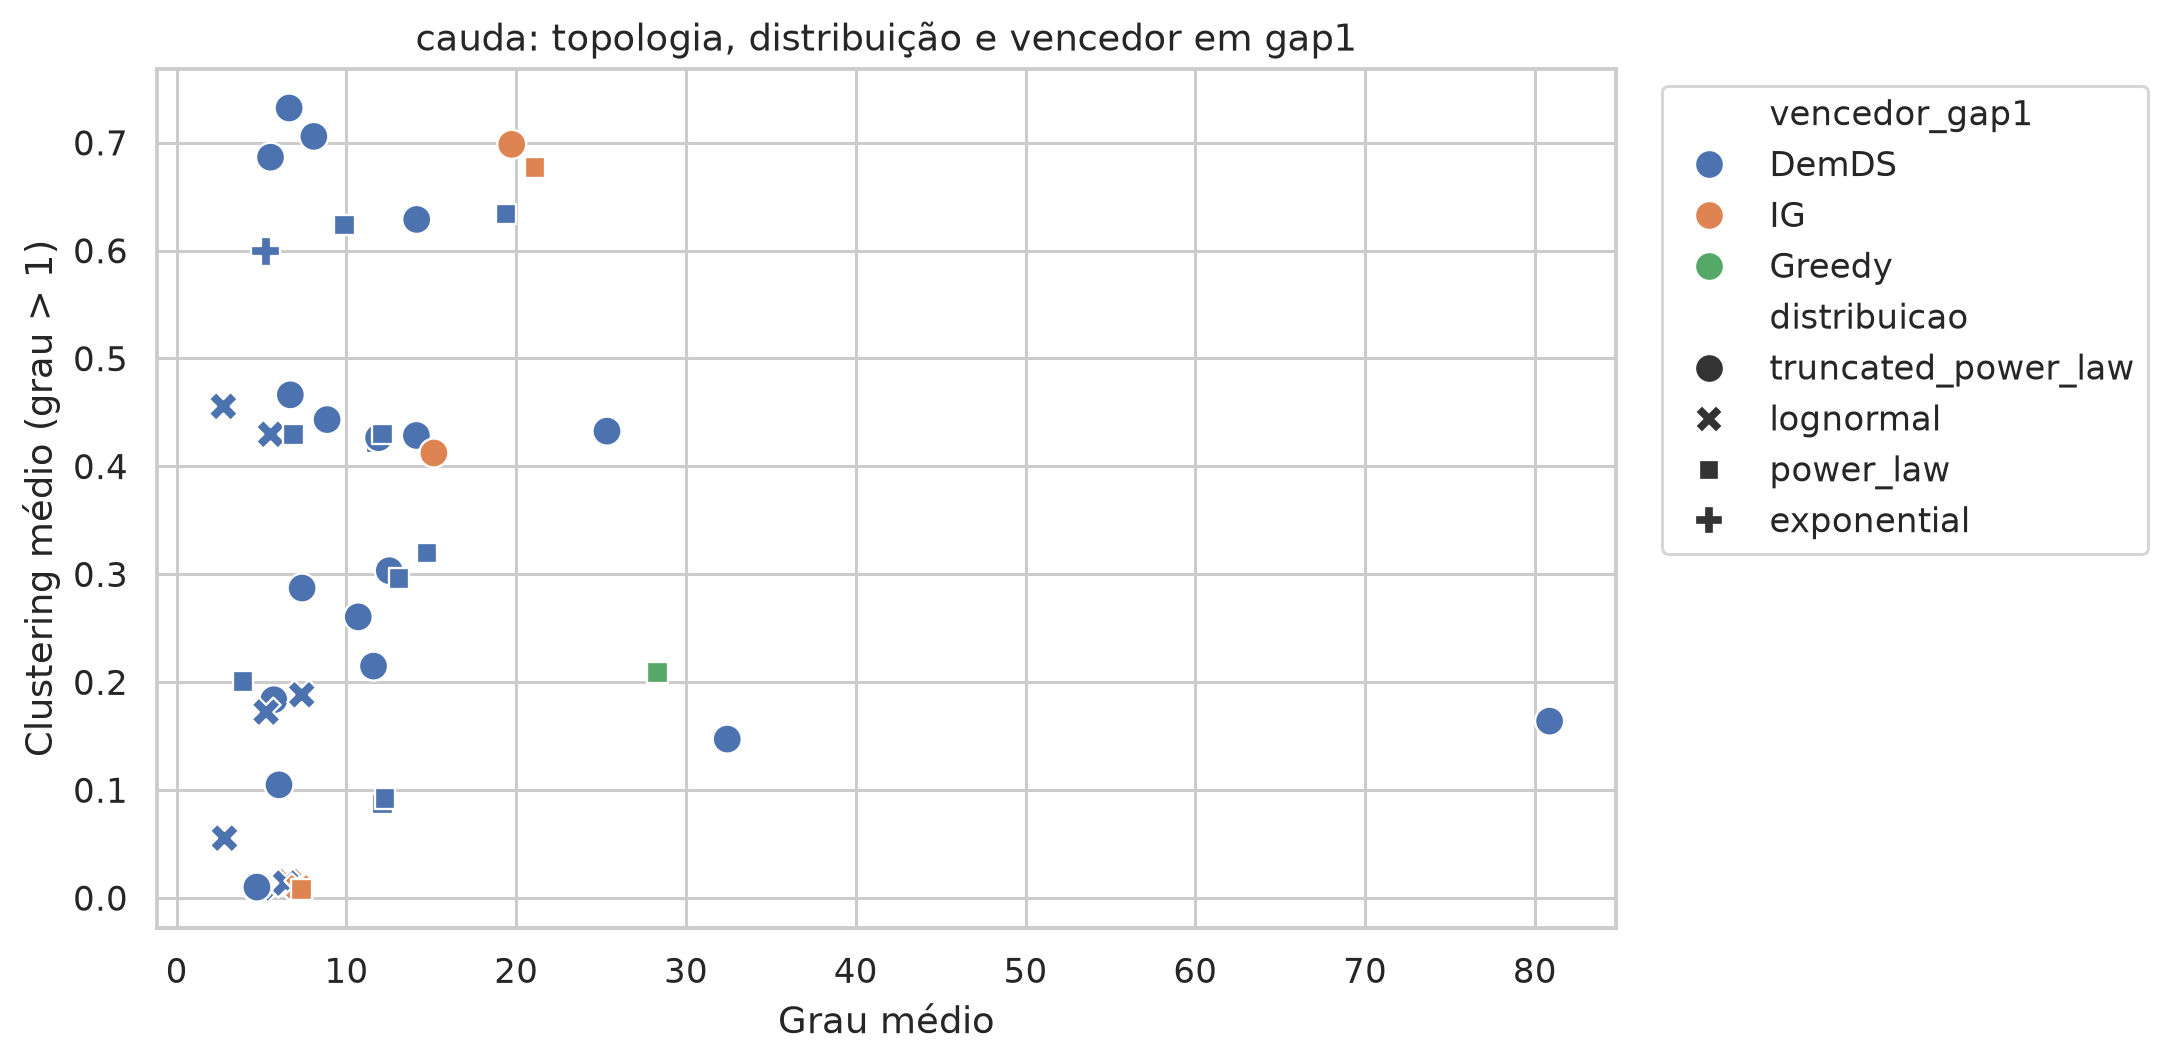 cauda: topologia, distribuição e vencedor em gap1
Clustering médio (grau > 1)
0.7
0.6
0.5
0.4
0.3
0.2
0.1
0.0
0 10 20 30 40 50 60 70 80
Grau médio
vencedor_gap1
DemDS
IG
Greedy
distribuicao
truncated_power_law
lognormal
power_law
exponential